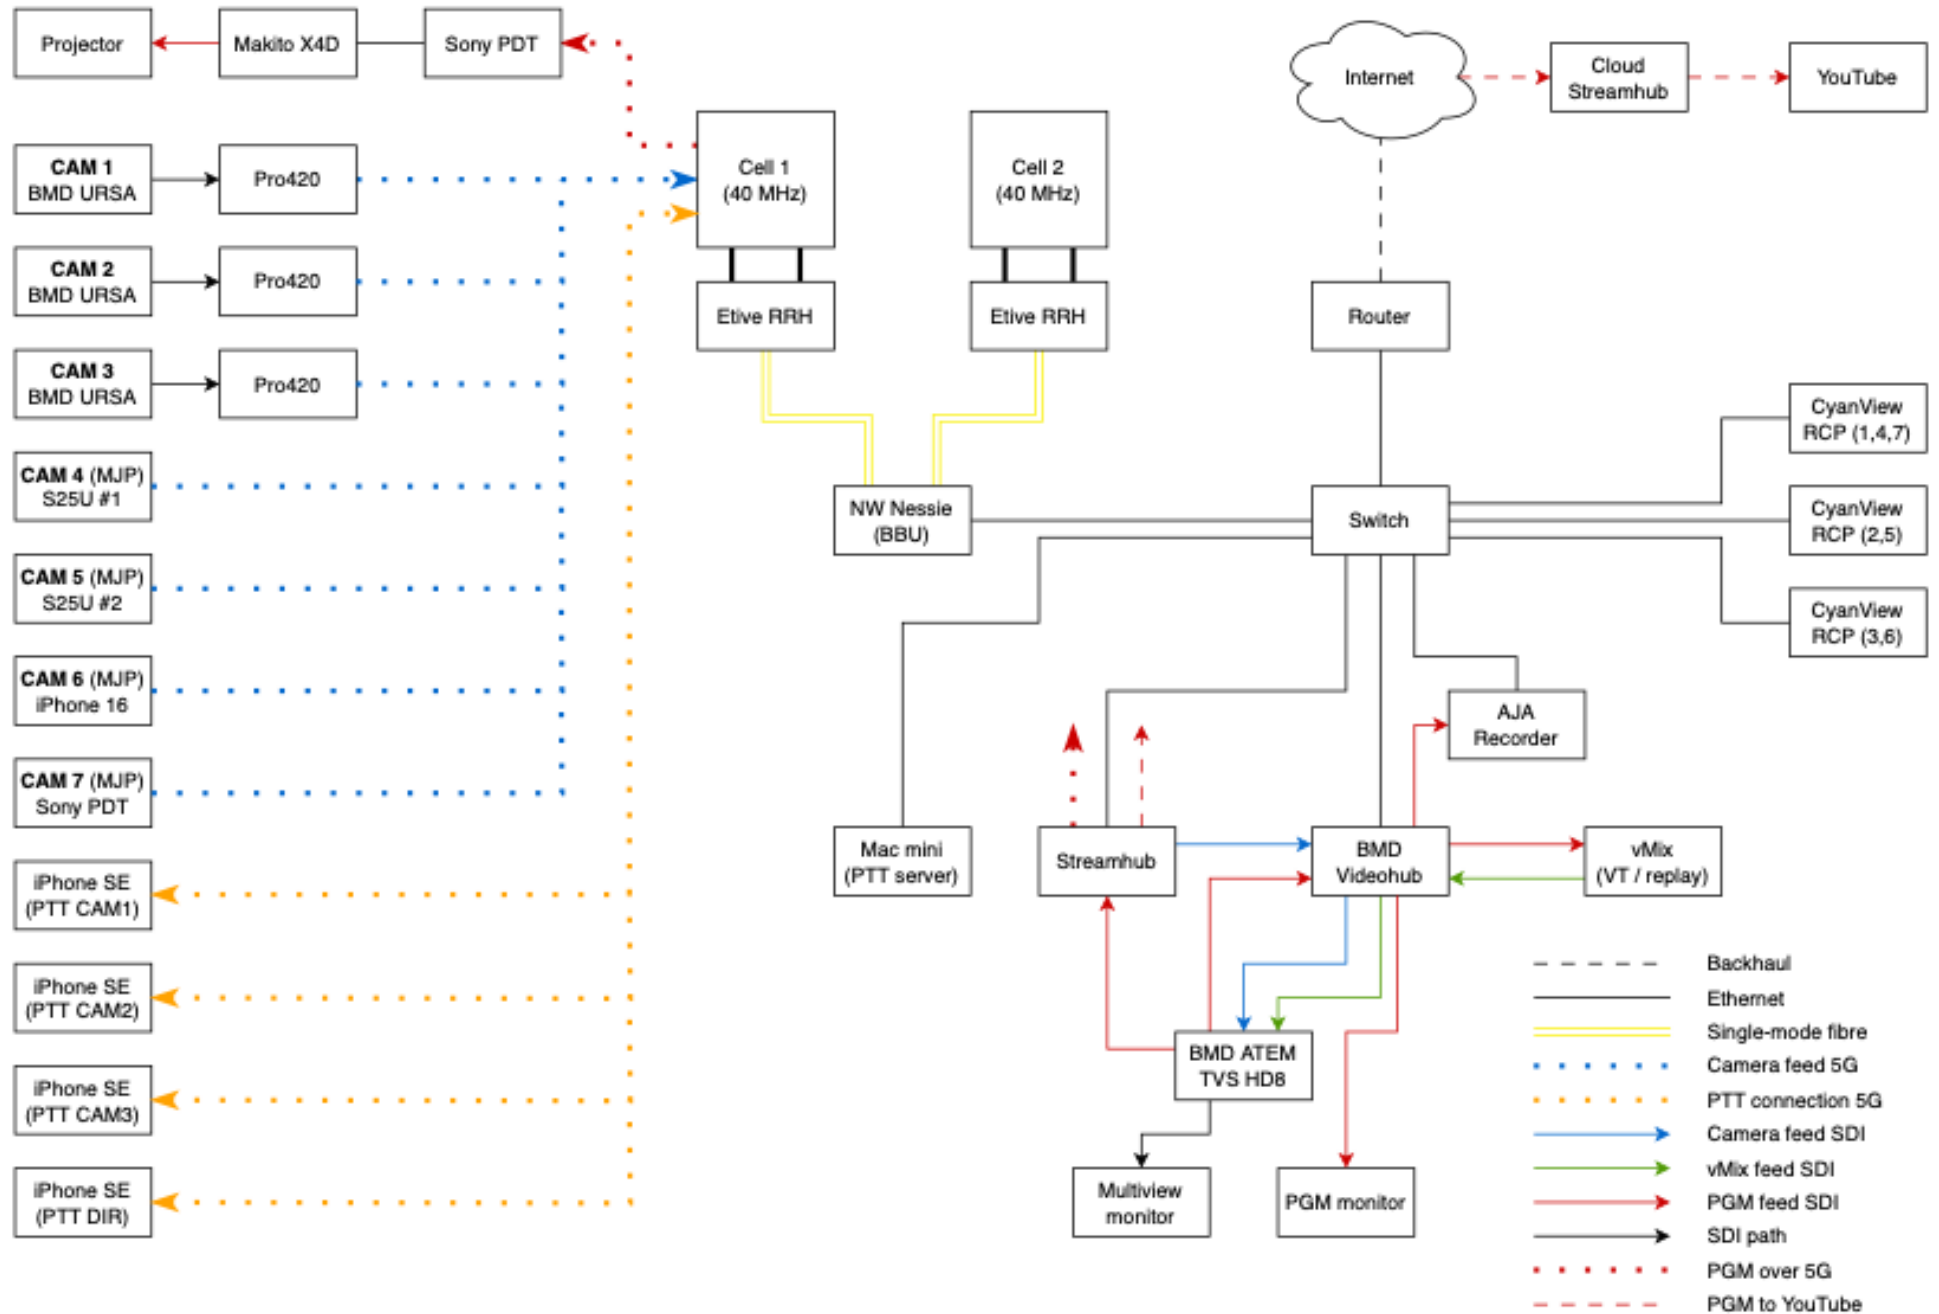 Projector
Makito X4D
Sony PDT
Internet
Cloud
Streamhub
YouTube
CAM 1
BMD URSA
Pro420
Cell 1
(40 MHz)
Cell 2
(40 MHz)
CAM 2
BMD URSA
Pro420
Etive RRH
Etive RRH
Router
CAM 3
BMD URSA
Pro420
CyanView
RCP (1,4,7)
CAM 4 (MJP)
S25U #1
NW Nessie
(BBU)
Switch
CyanView
RCP (2,5)
CAM 5 (MJP)
S25U #2
CyanView
RCP (3,6)
CAM 6 (MJP)
iPhone 16
AJA
Recorder
CAM 7 (MJP)
Sony PDT
Mac mini
(PTT server)
Streamhub
BMD
Videohub
vMix
(VT / replay)
iPhone SE
(PTT CAM1)
iPhone SE
(PTT CAM2)
BMD ATEM
TVS HD8
iPhone SE
(PTT CAM3)
iPhone SE
(PTT DIR)
Multiview
monitor
PGM monitor
Backhaul
Ethernet
Single-mode fibre
Camera feed 5G
PTT connection 5G
Camera feed SDI
vMix feed SDI
PGM feed SDI
SDI path
PGM over 5G
PGM to YouTube